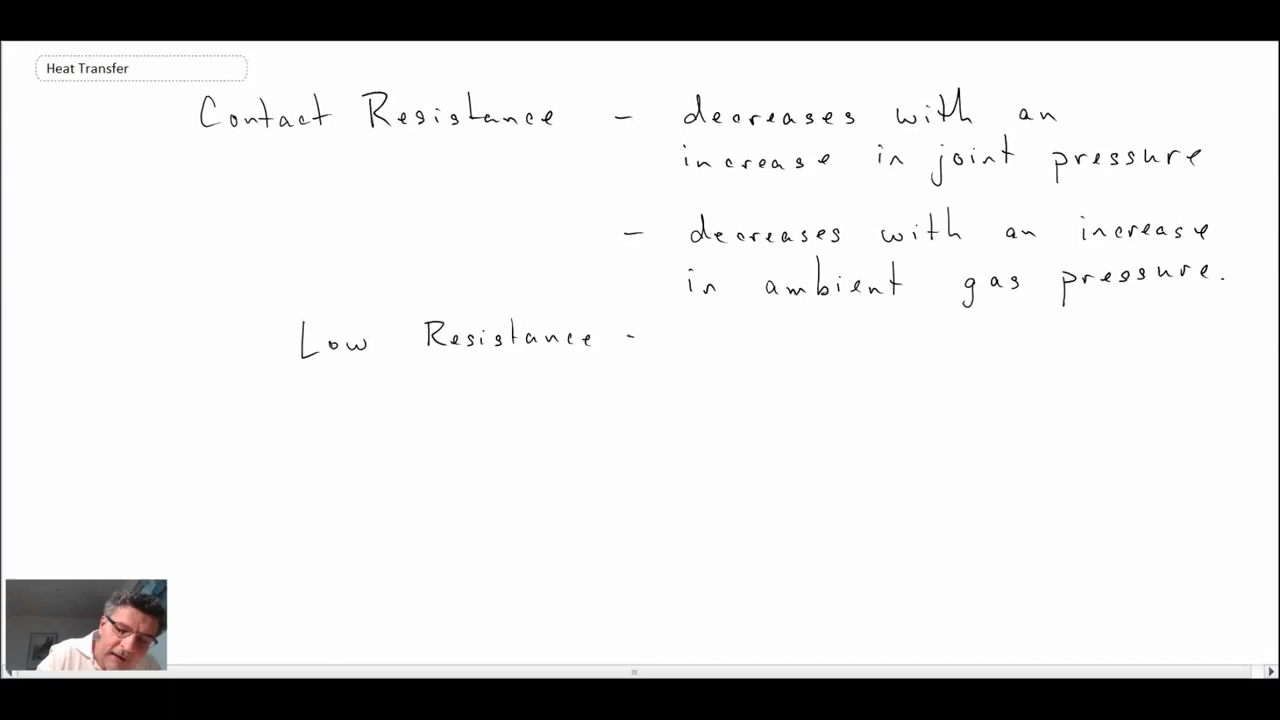 Heat Transfer
Contact Resistance - decreases with an
increase in joint pressure
- decreases with an increase
in ambient gas pressure.
Low Resistance -